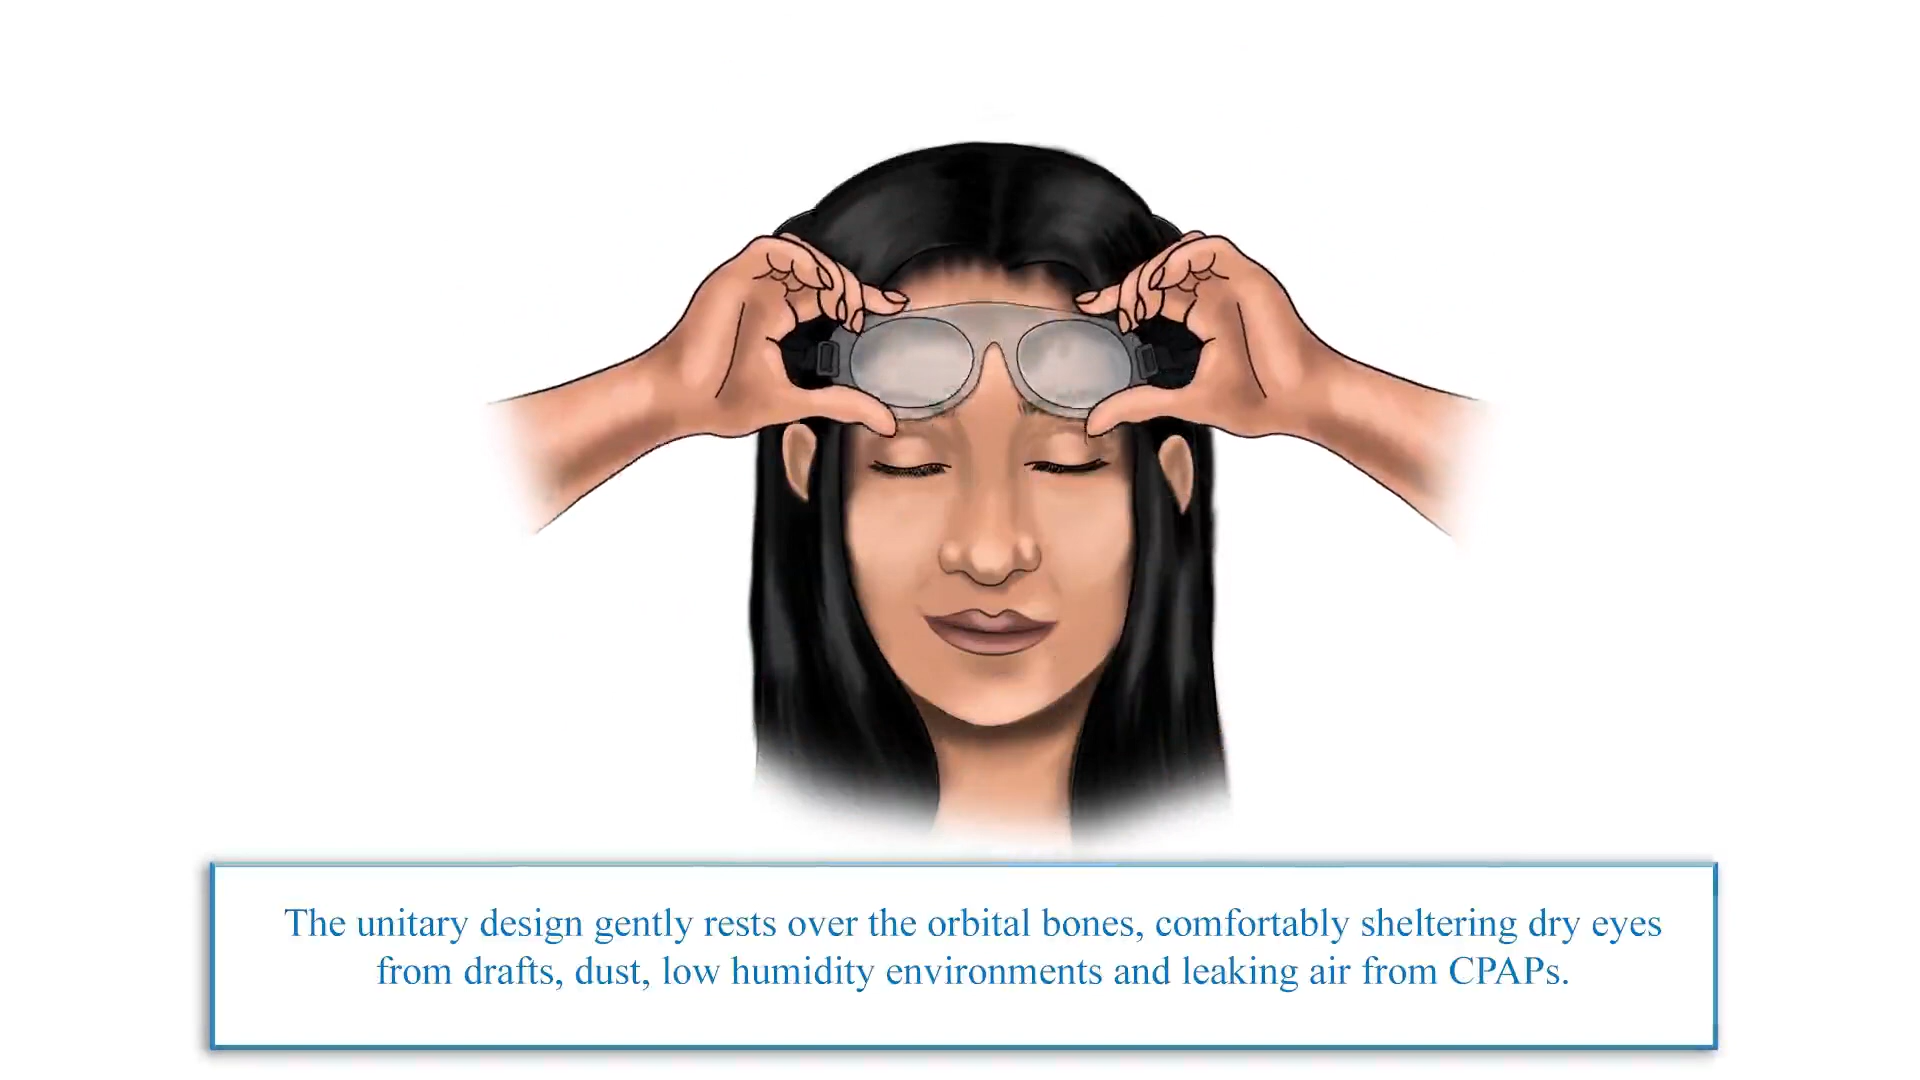 The unitary design gently rests over the orbital bones, comfortably sheltering dry eyes
from drafts, dust, low humidity environments and leaking air from CPAPs.